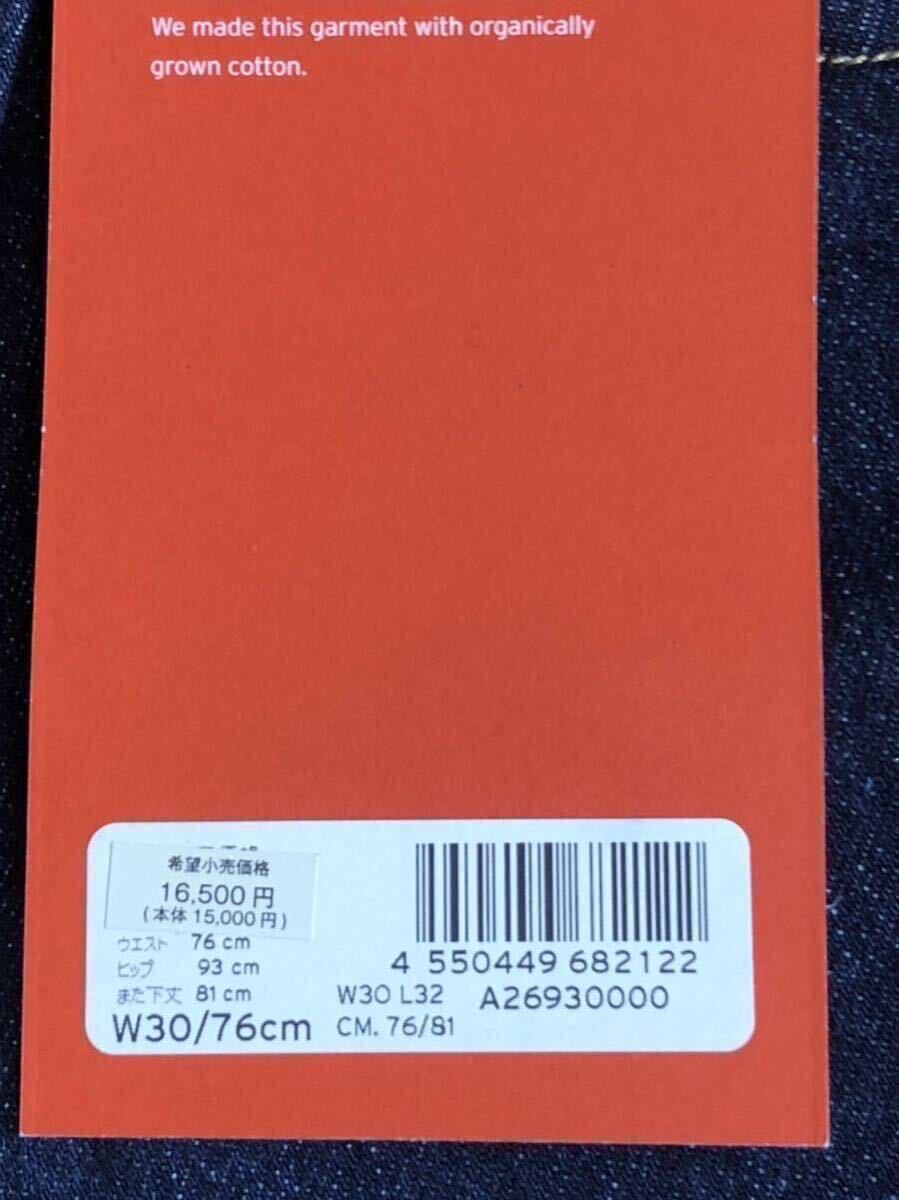 We made this garment with organically
grown cotton.
希望小売価格
16,500円
(本体 15,000円)
ウエスト 76 cm
ヒップ 93 cm
また下丈 81 cm
W30/76cm
4 550449 682122
W30 L32 A26930000
CM. 76/81